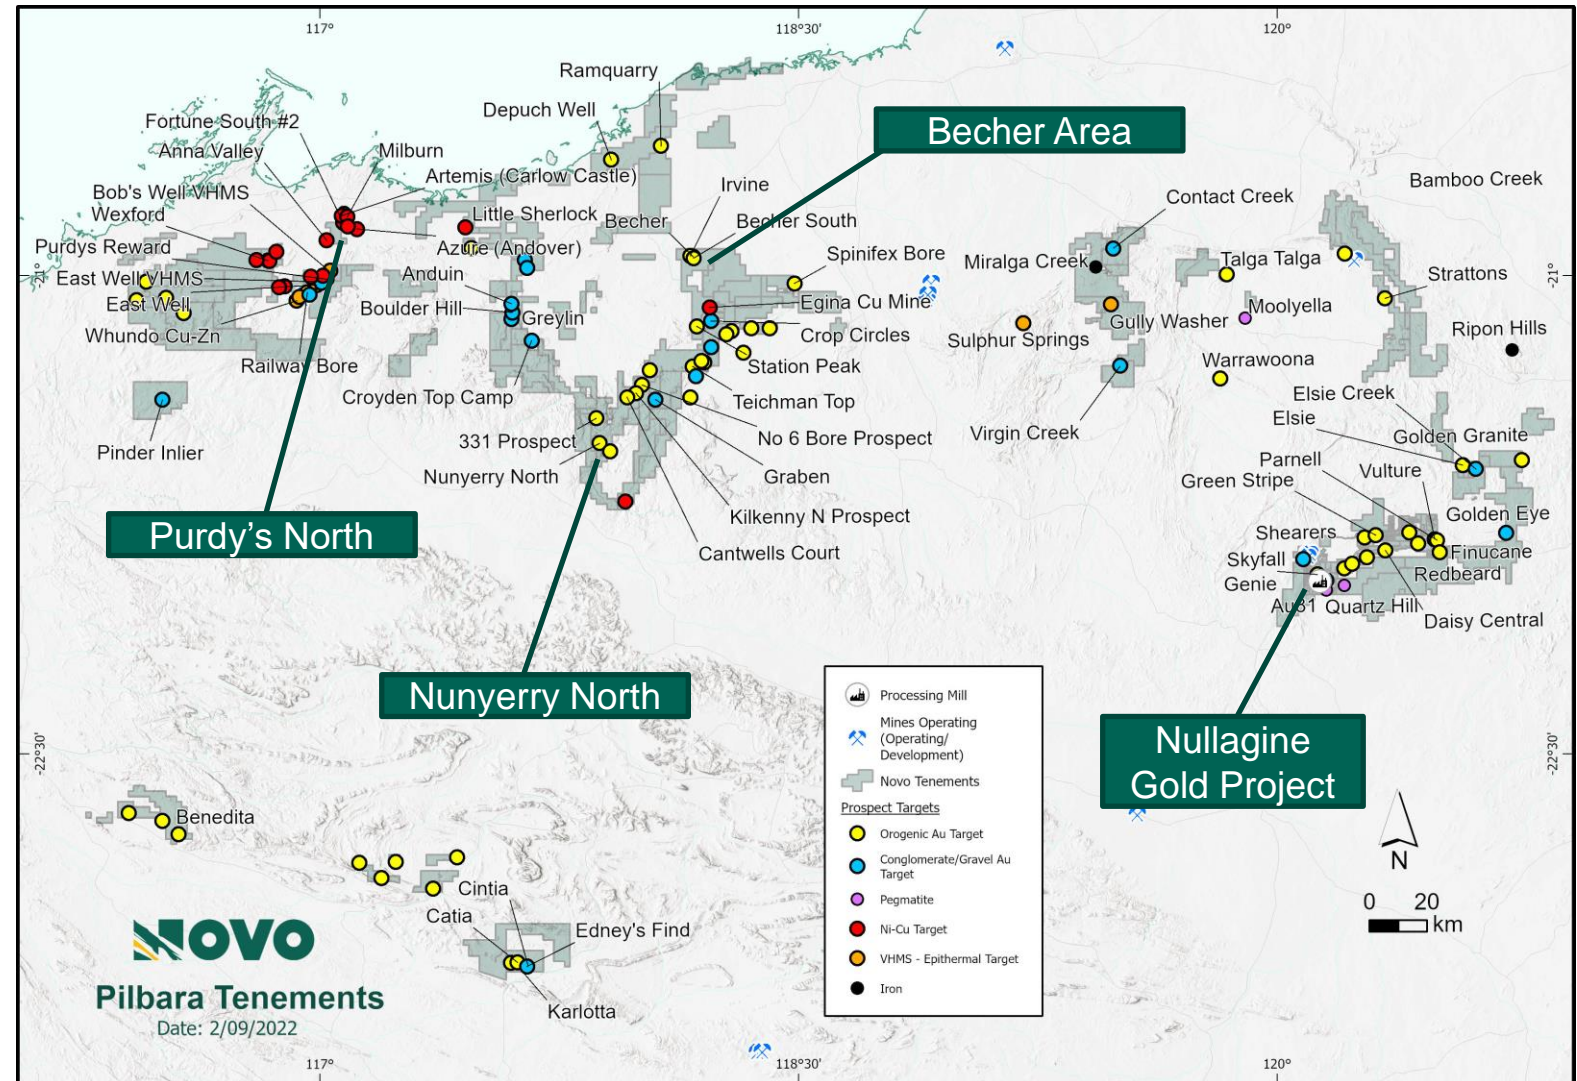 117°
118°30'
120°
Ramquarry
Depuch Well
Fortune South #2
Becher Area
Anna Valley
Milburn
Artemis (Carlow Castle)
Bob's Well VHMS
Irvine
Contact Creek
Bamboo Creek
Wexford
Little Sherlock
Becher
Becher South
Purdys Reward
Azure (Andover)
Spinifex Bore
Miralga Creek
Talga Talga
Strattons
-21°
-21°
East Well VHMS
Anduin
East Well
Boulder Hill
Greylin
Egina Cu Mine
Moolyella
Whundo Cu-Zn
Crop Circles
Sulphur Springs
Gully Washer
Ripon Hills
Railway Bore
Station Peak
Warrawoona
Croyden Top Camp
Teichman Top
Elsie Creek
Pinder Inlier
331 Prospect
No 6 Bore Prospect
Virgin Creek
Elsie
Golden Granite
Nunyerry North
Graben
Parnell
Vulture
Green Stripe
Kilkenny N Prospect
Golden Eye
Purdy's North
Cantwells Court
Shearers
Skyfall
Finucane
Genie
Redbeard
Au81
Quartz Hill
Daisy Central
Nunyerry North
Nullagine
Gold Project
-22°30'
-22°30'
Processing Mill
Mines Operating
(Operating/
Development)
Novo Tenements
Prospect Targets
Orogenic Au Target
Conglomerate/Gravel Au
Target
Pegmatite
Ni-Cu Target
VHMS - Epithermal Target
Iron
N
0 20
km
Benedita
Cintia
Catia
Edney's Find
Karlotta
NOVO
Pilbara Tenements
Date: 2/09/2022
117°
118°30'
120°